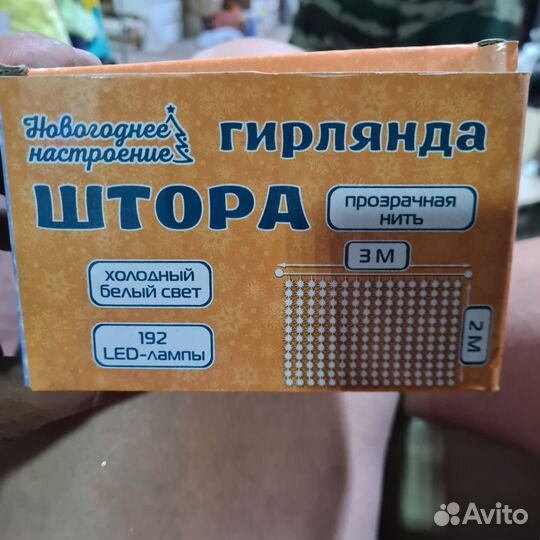 Новогоднее
настроение
ГИРЛЯНДА
ШТОРА
прозрачная
нить
3 м
холодный
белый свет
192
LED-лампы
2 м
Avito